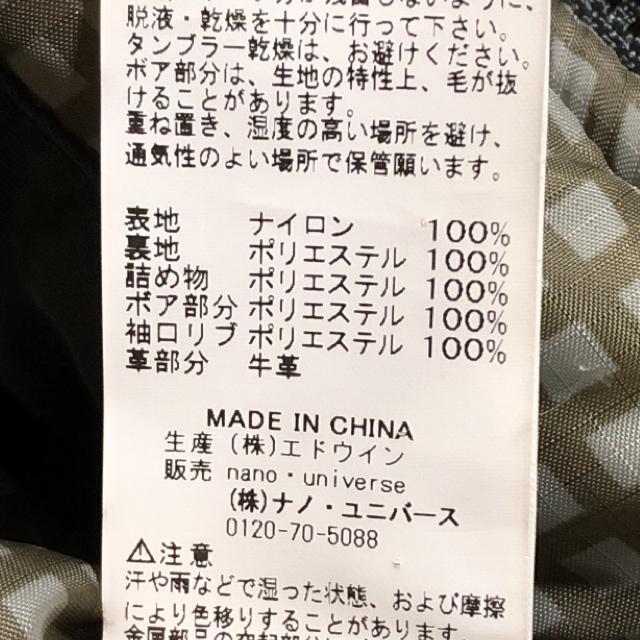 脱液・乾燥を十分に行って下さい。
タンブラー乾燥は、お避けください。
ボア部分は、生地の特性上、毛が抜
けることがあります。
重ね置き、湿度の高い場所を避け、
通気性のよい場所で保管願います。
表地 ナイロン 100%
裏地 ポリエステル 100%
詰め物 ポリエステル 100%
ボア部分 ポリエステル 100%
袖口リブ ポリエステル 100%
革部分 牛革
MADE IN CHINA
生産 (株)エドウイン
販売 nano・universe
(株)ナノ・ユニバース
0120-70-5088
⚠注意
汗や雨などで湿った状態、および摩擦
により色移りすることがあります。